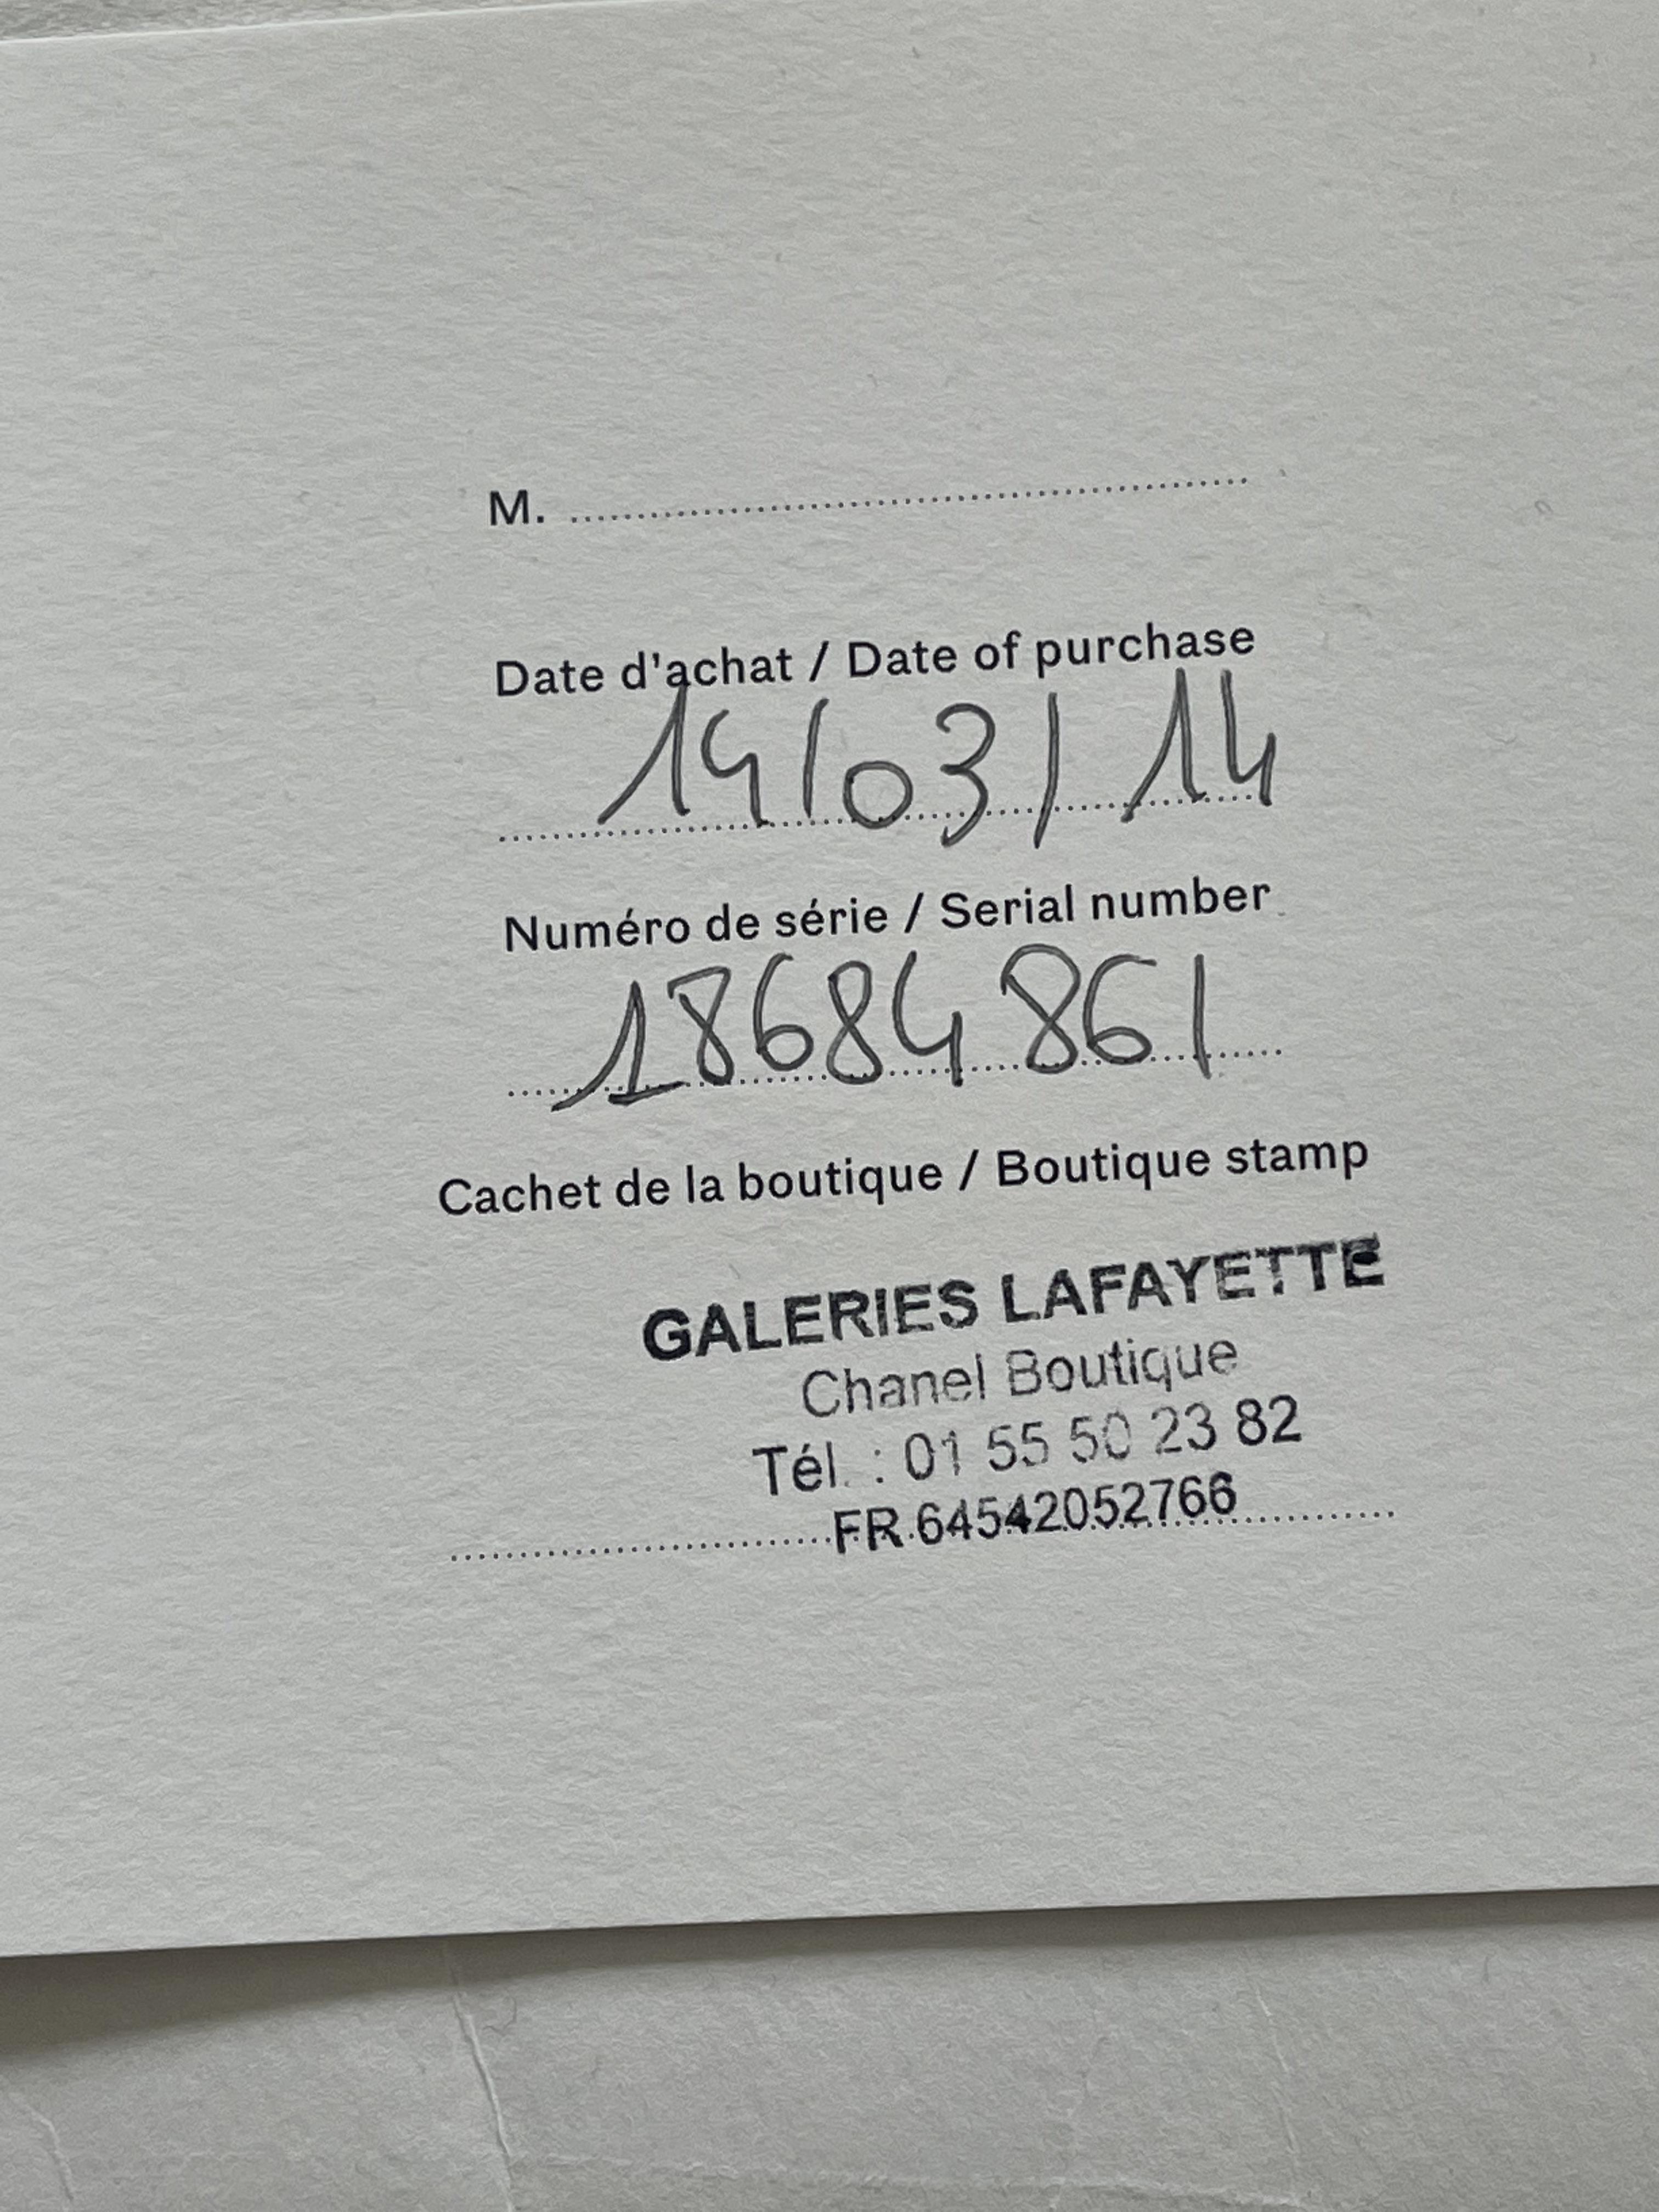 M. ........................................
Date d'achat / Date of purchase
14/03/14
Numéro de série / Serial number
18684861
Cachet de la boutique / Boutique stamp
GALERIES LAFAYETTE
Chanel Boutique
Tél. : 01 55 50 23 82
FR 64542052766